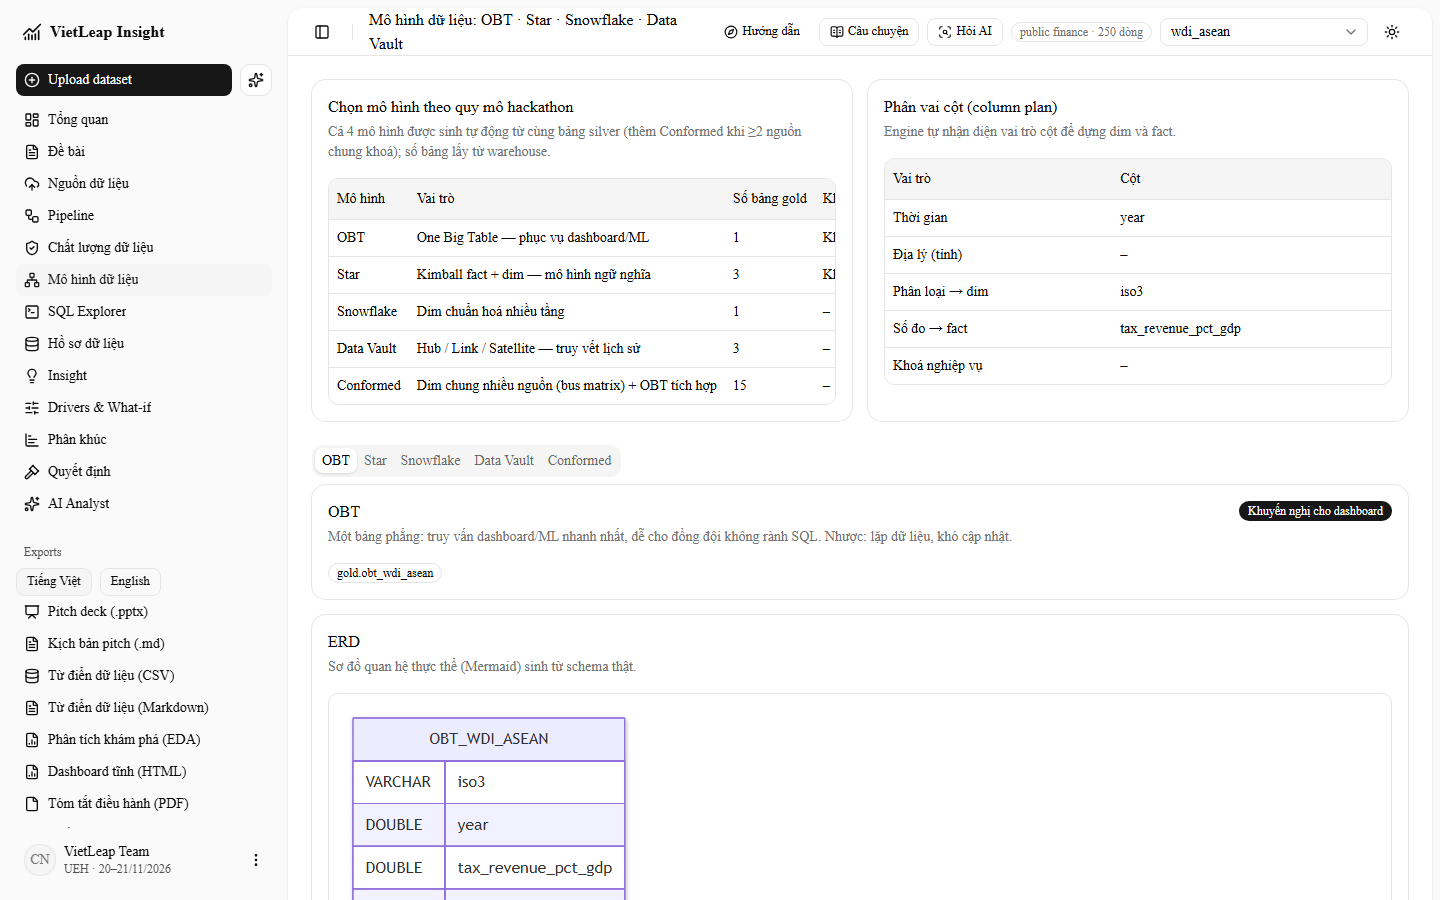 VietLeap Insight
Upload dataset
Tổng quan
Đề bài
Nguồn dữ liệu
Pipeline
Chất lượng dữ liệu
Mô hình dữ liệu
SQL Explorer
Hồ sơ dữ liệu
Insight
Drivers & What-if
Phân khúc
Quyết định
AI Analyst
Exports
Tiếng Việt English
Pitch deck (.pptx)
Kịch bản pitch (.md)
Từ điển dữ liệu (CSV)
Từ điển dữ liệu (Markdown)
Phân tích khám phá (EDA)
Dashboard tĩnh (HTML)
Tóm tắt điều hành (PDF)
CN VietLeap Team
UEH · 20–21/11/2026
Mô hình dữ liệu: OBT · Star · Snowflake · Data
Vault
Hướng dẫn Câu chuyện Hỏi AI public finance · 250 dòng wdi_asean
Chọn mô hình theo quy mô hackathon
Cả 4 mô hình được sinh tự động từ cùng bảng silver (thêm Conformed khi ≥2 nguồn
chung khoá); số bảng lấy từ warehouse.
Mô hình Vai trò Số bảng gold
OBT One Big Table — phục vụ dashboard/ML 1
Star Kimball fact + dim — mô hình ngữ nghĩa 3
Snowflake Dim chuẩn hoá nhiều tầng 1 –
Data Vault Hub / Link / Satellite — truy vết lịch sử 3 –
Conformed Dim chung nhiều nguồn (bus matrix) + OBT tích hợp 15 –
Phân vai cột (column plan)
Engine tự nhận diện vai trò cột để dựng dim và fact.
Vai trò Cột
Thời gian year
Địa lý (tỉnh) –
Phân loại → dim iso3
Số đo → fact tax_revenue_pct_gdp
Khoá nghiệp vụ –
OBT Star Snowflake Data Vault Conformed
OBT Khuyến nghị cho dashboard
Một bảng phẳng: truy vấn dashboard/ML nhanh nhất, dễ cho đồng đội không rành SQL. Nhược: lặp dữ liệu, khó cập nhật.
gold.obt_wdi_asean
ERD
Sơ đồ quan hệ thực thể (Mermaid) sinh từ schema thật.
OBT_WDI_ASEAN
VARCHAR iso3
DOUBLE year
DOUBLE tax_revenue_pct_gdp